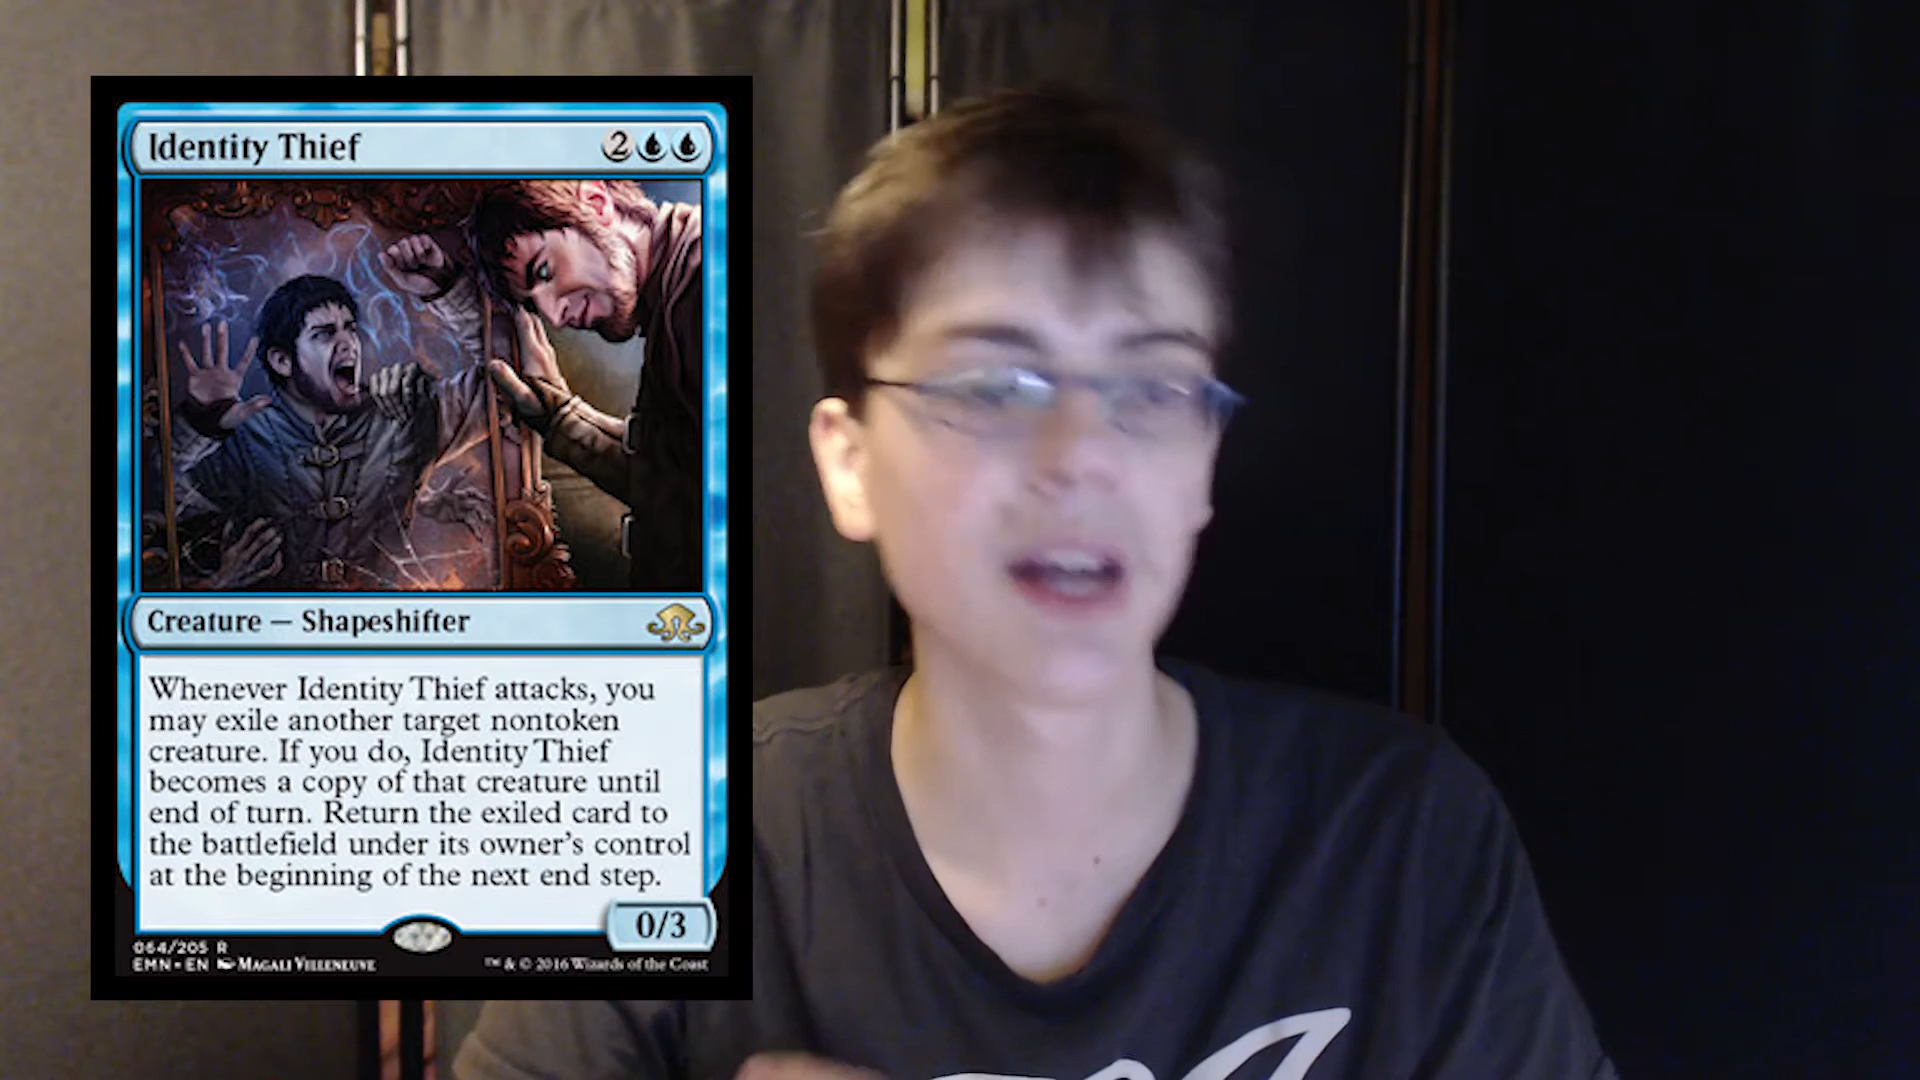 Identity Thief 2
Creature — Shapeshifter
Whenever Identity Thief attacks, you
may exile another target nontoken
creature. If you do, Identity Thief
becomes a copy of that creature until
end of turn. Return the exiled card to
the battlefield under its owner's control
at the beginning of the next end step.
0/3
064/205 R
EMN • EN Magali Villeneuve
™ & © 2016 Wizards of the Coast